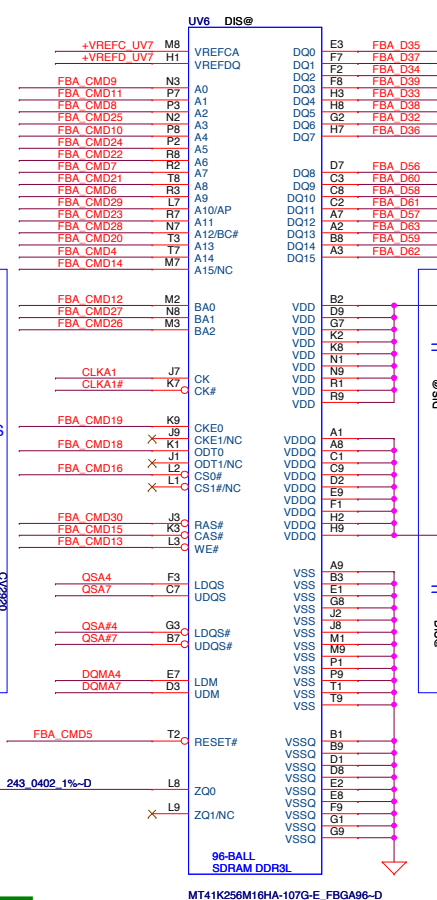 UV6 DIS@
+VREFC_UV7 M8 VREFCA DQ0 E3 FBA_D35
+VREFD_UV7 H1 VREFDQ DQ1 F7 FBA_D37
DQ2 F2 FBA_D34
FBA_CMD9 N3 A0 DQ3 F8 FBA_D39
FBA_CMD11 P7 A1 DQ4 H3 FBA_D33
FBA_CMD8 P3 A2 DQ5 H8 FBA_D38
FBA_CMD25 N2 A3 DQ6 G2 FBA_D32
FBA_CMD10 P8 A4 DQ7 H7 FBA_D36
FBA_CMD24 P2 A5
FBA_CMD22 R8 A6
FBA_CMD7 R2 A7 DQ8 D7 FBA_D56
FBA_CMD21 T8 A8 DQ9 C3 FBA_D60
FBA_CMD6 R3 A9 DQ10 C8 FBA_D58
FBA_CMD29 L7 A10/AP DQ11 C2 FBA_D61
FBA_CMD23 R7 A11 DQ12 A7 FBA_D57
FBA_CMD28 N7 A12/BC# DQ13 A2 FBA_D63
FBA_CMD20 T3 A13 DQ14 B8 FBA_D59
FBA_CMD4 T7 A14 DQ15 A3 FBA_D62
FBA_CMD14 M7 A15/NC
FBA_CMD12 M2 BA0 VDD B2
FBA_CMD27 N8 BA1 VDD D9
FBA_CMD26 M3 BA2 VDD G7
VDD K2
VDD K8
VDD N1
CLKA1 J7 CK VDD N9
CLKA1# K7 CK# VDD R1
VDD R9
FBA_CMD19 K9 CKE0
J9 CKE1/NC VDDQ A1
FBA_CMD18 K1 ODT0 VDDQ A8
J1 ODT1/NC VDDQ C1
FBA_CMD16 L2 CS0# VDDQ C9
L1 CS1#/NC VDDQ D2
VDDQ E9
VDDQ F1
FBA_CMD30 J3 RAS# VDDQ H2
FBA_CMD15 K3 CAS# VDDQ H9
FBA_CMD13 L3 WE#
VSS A9
QSA4 F3 LDQS VSS B3
QSA7 C7 UDQS VSS E1
VSS G8
VSS J2
QSA#4 G3 LDQS# VSS J8
QSA#7 B7 UDQS# VSS M1
VSS M9
VSS P1
DQMA4 E7 LDM VSS P9
DQMA7 D3 UDM VSS T1
VSS T9
FBA_CMD5 T2 RESET# VSSQ B1
VSSQ B9
VSSQ D1
VSSQ D8
243_0402_1%~D L8 ZQ0 VSSQ E2
VSSQ E8
L9 ZQ1/NC VSSQ F9
VSSQ G1
VSSQ G9
96-BALL
SDRAM DDR3L
MT41K256M16HA-107G-E_FBGA96~D